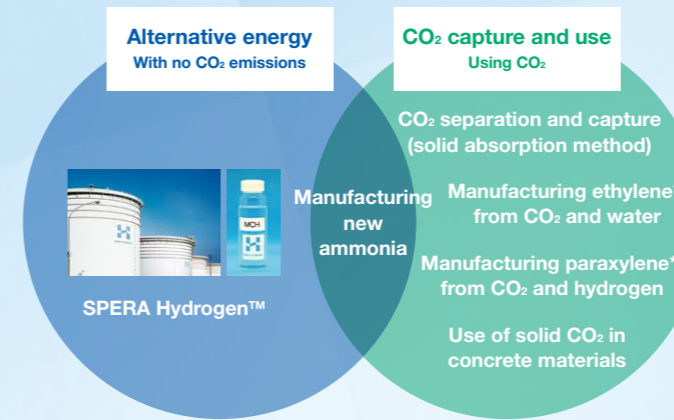 Alternative energy
With no CO₂ emissions
CO₂ capture and use
Using CO₂
MCH
SPERA Hydrogen™
Manufacturing
new
ammonia
CO₂ separation and capture
(solid absorption method)
Manufacturing ethylene*
from CO₂ and water
Manufacturing paraxylene*
from CO₂ and hydrogen
Use of solid CO₂ in
concrete materials